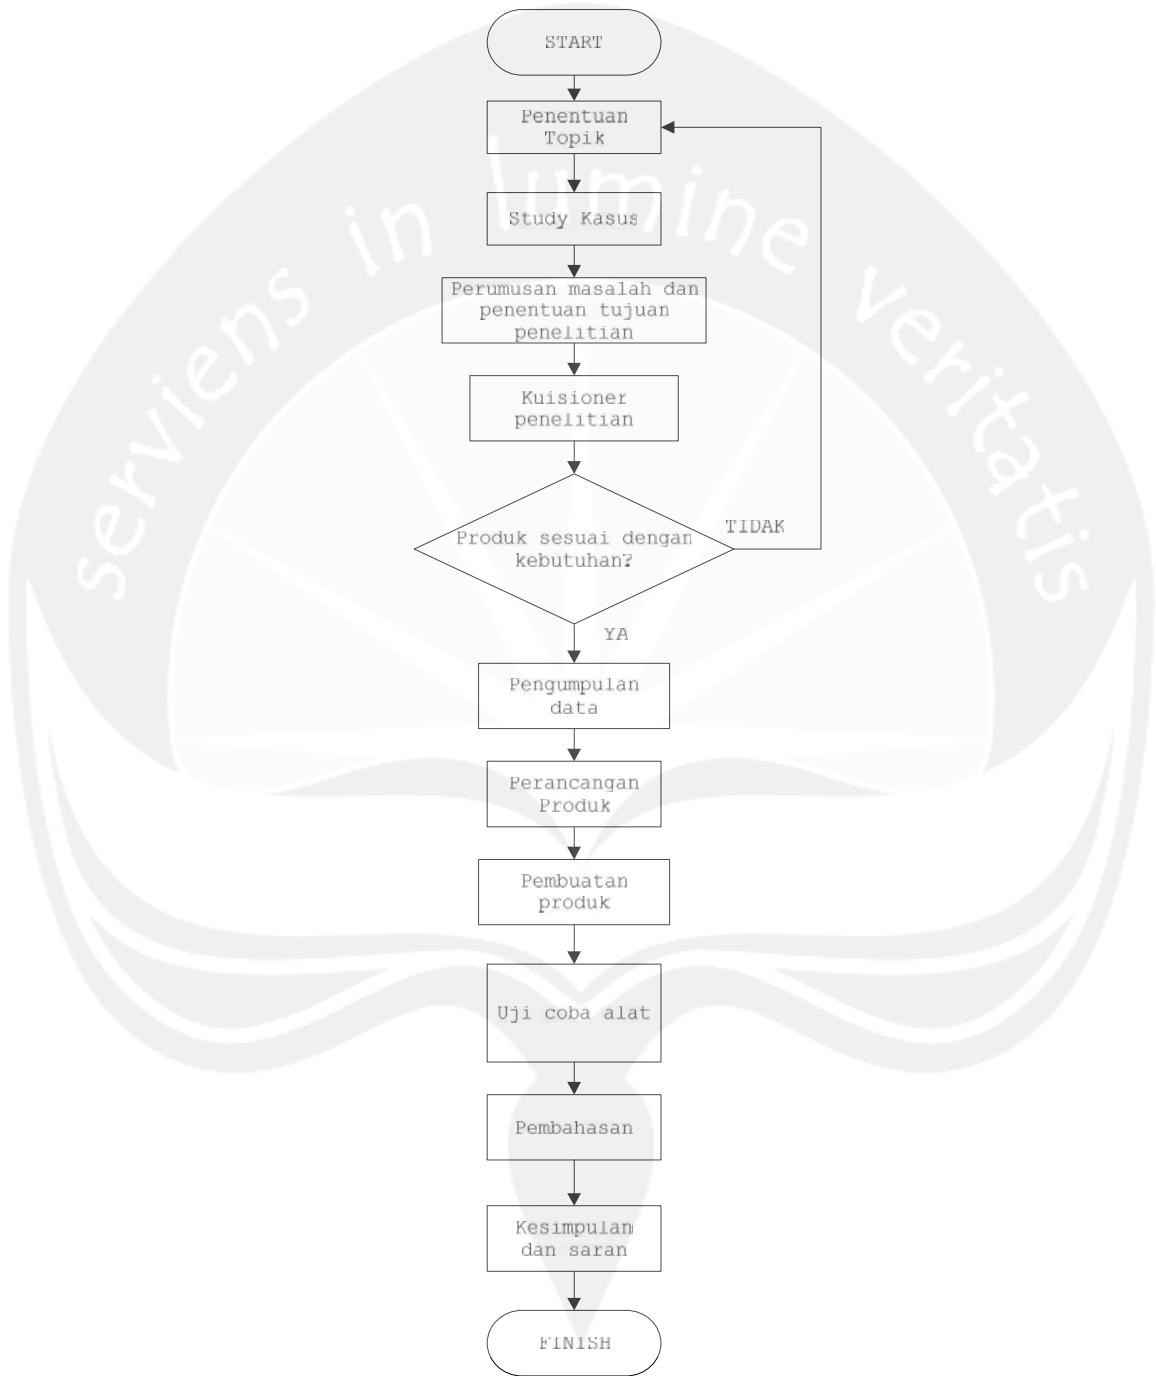 START
Penentuan
Topik
serviens in lumine veritatis
Study Kasus
Perumusan masalah dan
penentuan tujuan
penelitian
Kuisioner
penelitian
Produk sesuai dengan
kebutuhan?
TIDAK
YA
Pengumpulan
data
Perancangan
Produk
Pembuatan
produk
Uji coba alat
Pembahasan
Kesimpulan
dan saran
FINISH